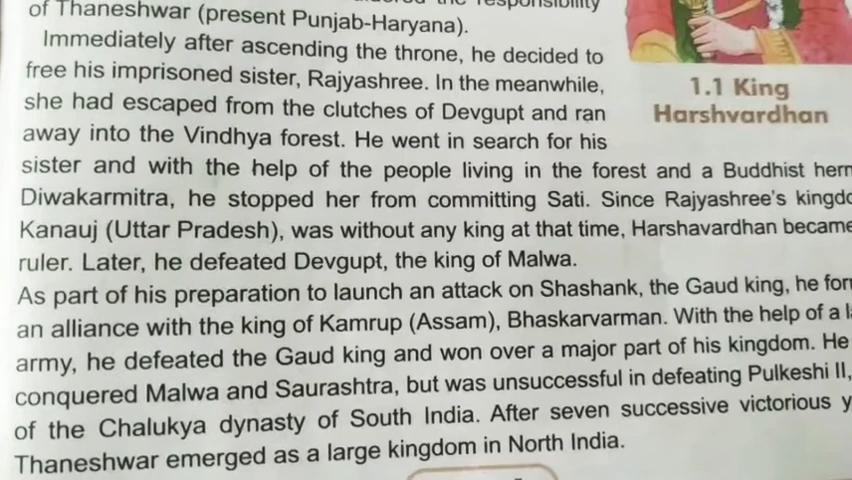 of Thaneshwar (present Punjab-Haryana).
Immediately after ascending the throne, he decided to
free his imprisoned sister, Rajyashree. In the meanwhile,
she had escaped from the clutches of Devgupt and ran
away into the Vindhya forest. He went in search for his
sister and with the help of the people living in the forest and a Buddhist
Diwakarmitra, he stopped her from committing Sati. Since Rajyashree's
Kanauj (Uttar Pradesh), was without any king at that time, Harshavardhan became
ruler. Later, he defeated Devgupt, the king of Malwa.
As part of his preparation to launch an attack on Shashank, the Gaud king, he
an alliance with the king of Kamrup (Assam), Bhaskarvarman. With the help of a
army, he defeated the Gaud king and won over a major part of his kingdom. He
conquered Malwa and Saurashtra, but was unsuccessful in defeating Pulkeshi II,
of the Chalukya dynasty of South India. After seven successive victorious
Thaneshwar emerged as a large kingdom in North India.
1.1 King
Harshvardhan